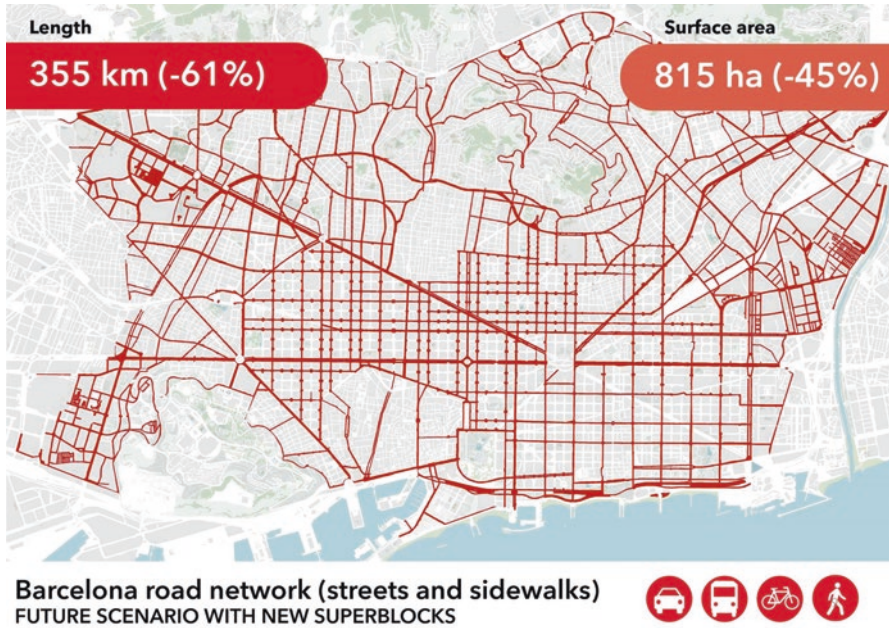 Length
355 km (-61%)
Surface area
815 ha (-45%)
Barcelona road network (streets and sidewalks)
FUTURE SCENARIO WITH NEW SUPERBLOCKS